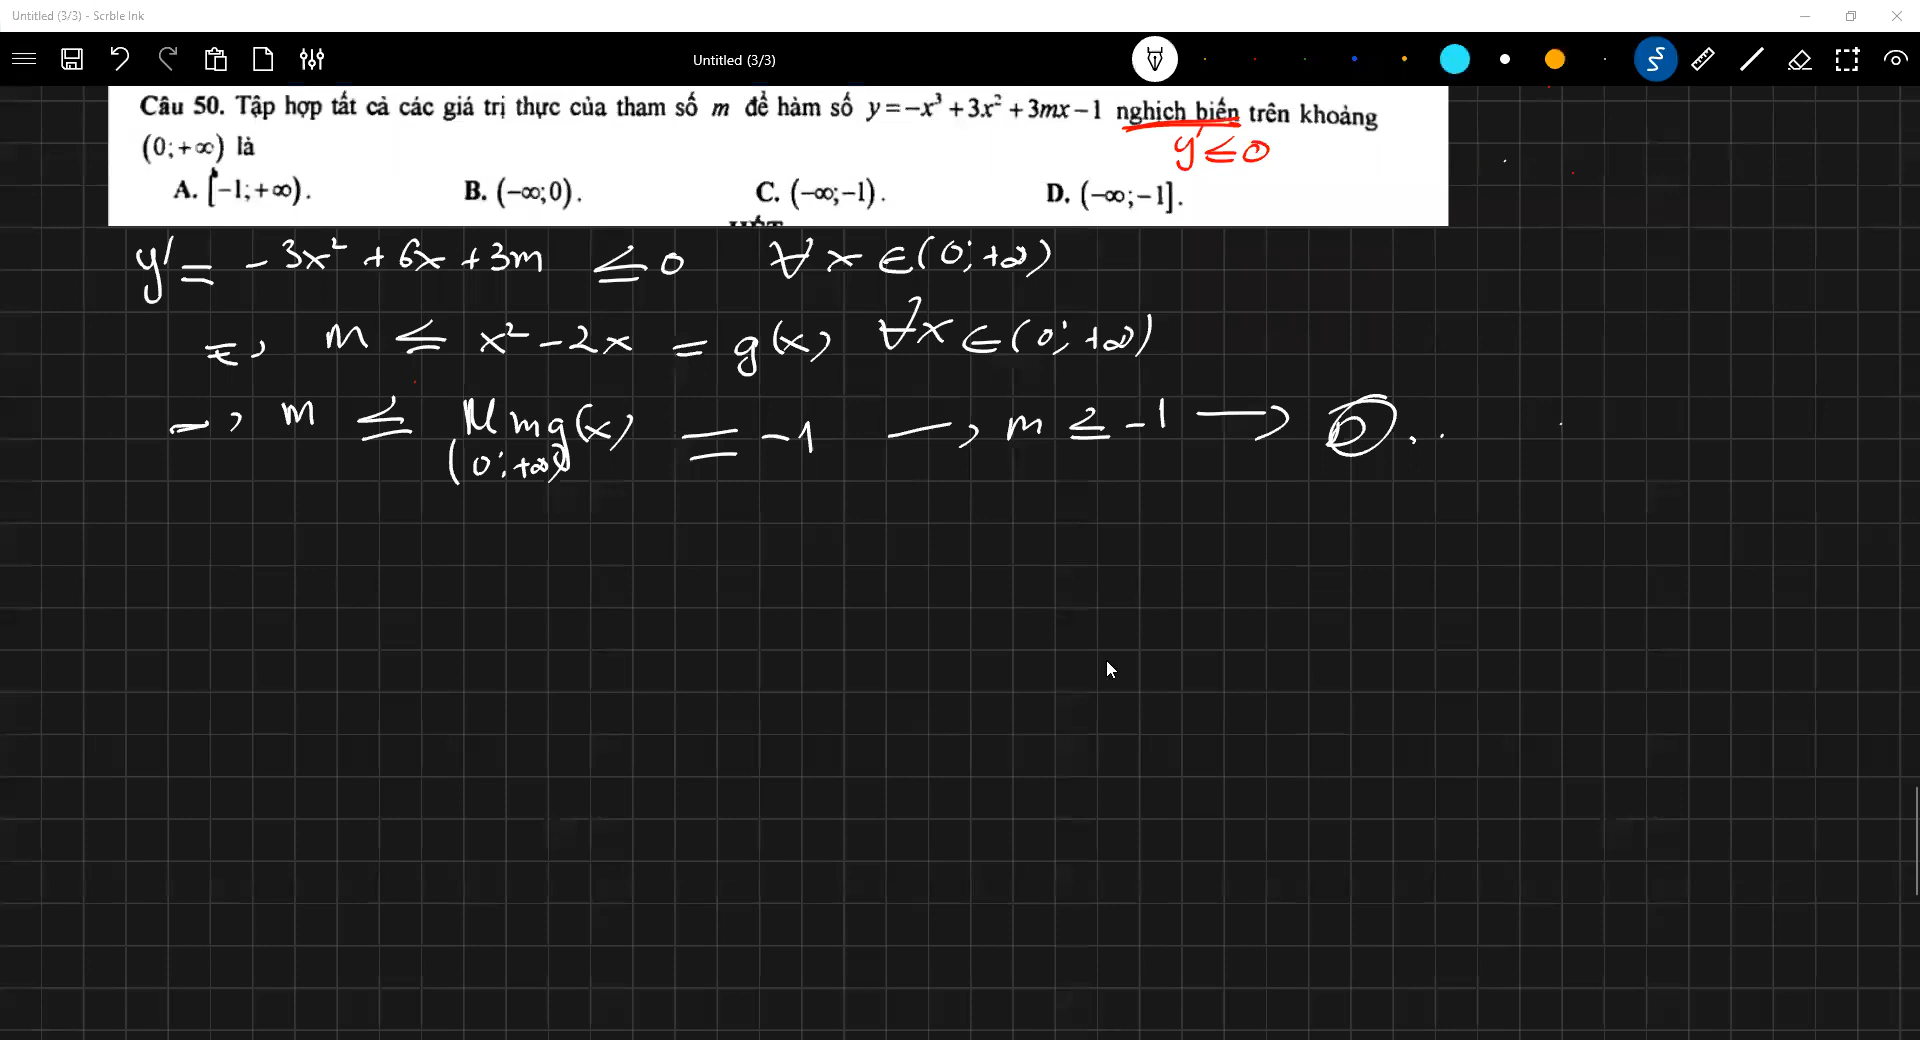 Untitled (3/3) - Scrble Ink
Untitled (3/3)
Câu 50. Tập hợp tất cả các giá trị thực của tham số m để hàm số y = −x³ + 3x² + 3mx − 1 nghịch biến trên khoảng
(0; +∞) là
y' ≤ 0
A. [−1; +∞). B. (−∞; 0). C. (−∞; −1). D. (−∞; −1].
y' = −3x² + 6x + 3m ≤ 0 ∀x ∈ (0; +∞)
⇒ m ≤ x² − 2x = g(x) ∀x ∈ (0; +∞)
→ m ≤ Min g(x) = −1 → m ≤ −1 → D.
(0; +∞)